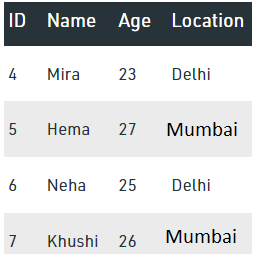 ID Name Age Location
4 Mira 23 Delhi
5 Hema 27 Mumbai
6 Neha 25 Delhi
7 Khushi 26 Mumbai